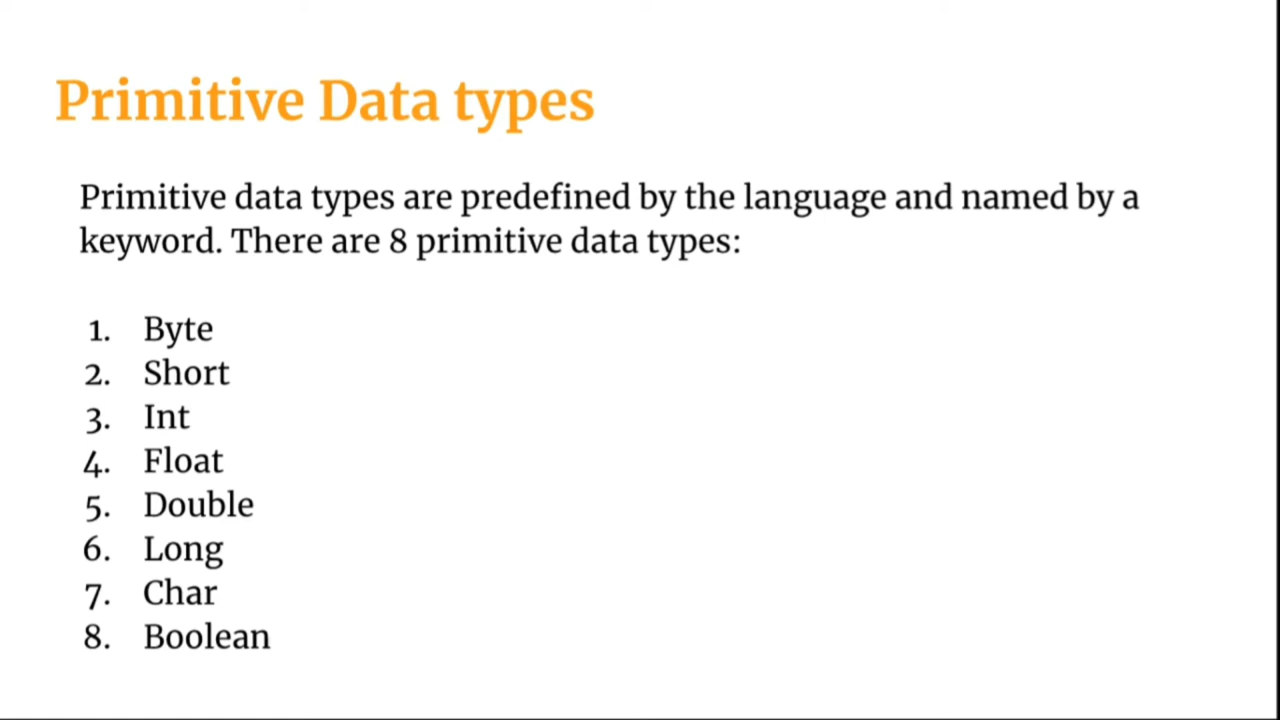 Primitive Data types
Primitive data types are predefined by the language and named by a
keyword. There are 8 primitive data types:
1. Byte
2. Short
3. Int
4. Float
5. Double
6. Long
7. Char
8. Boolean